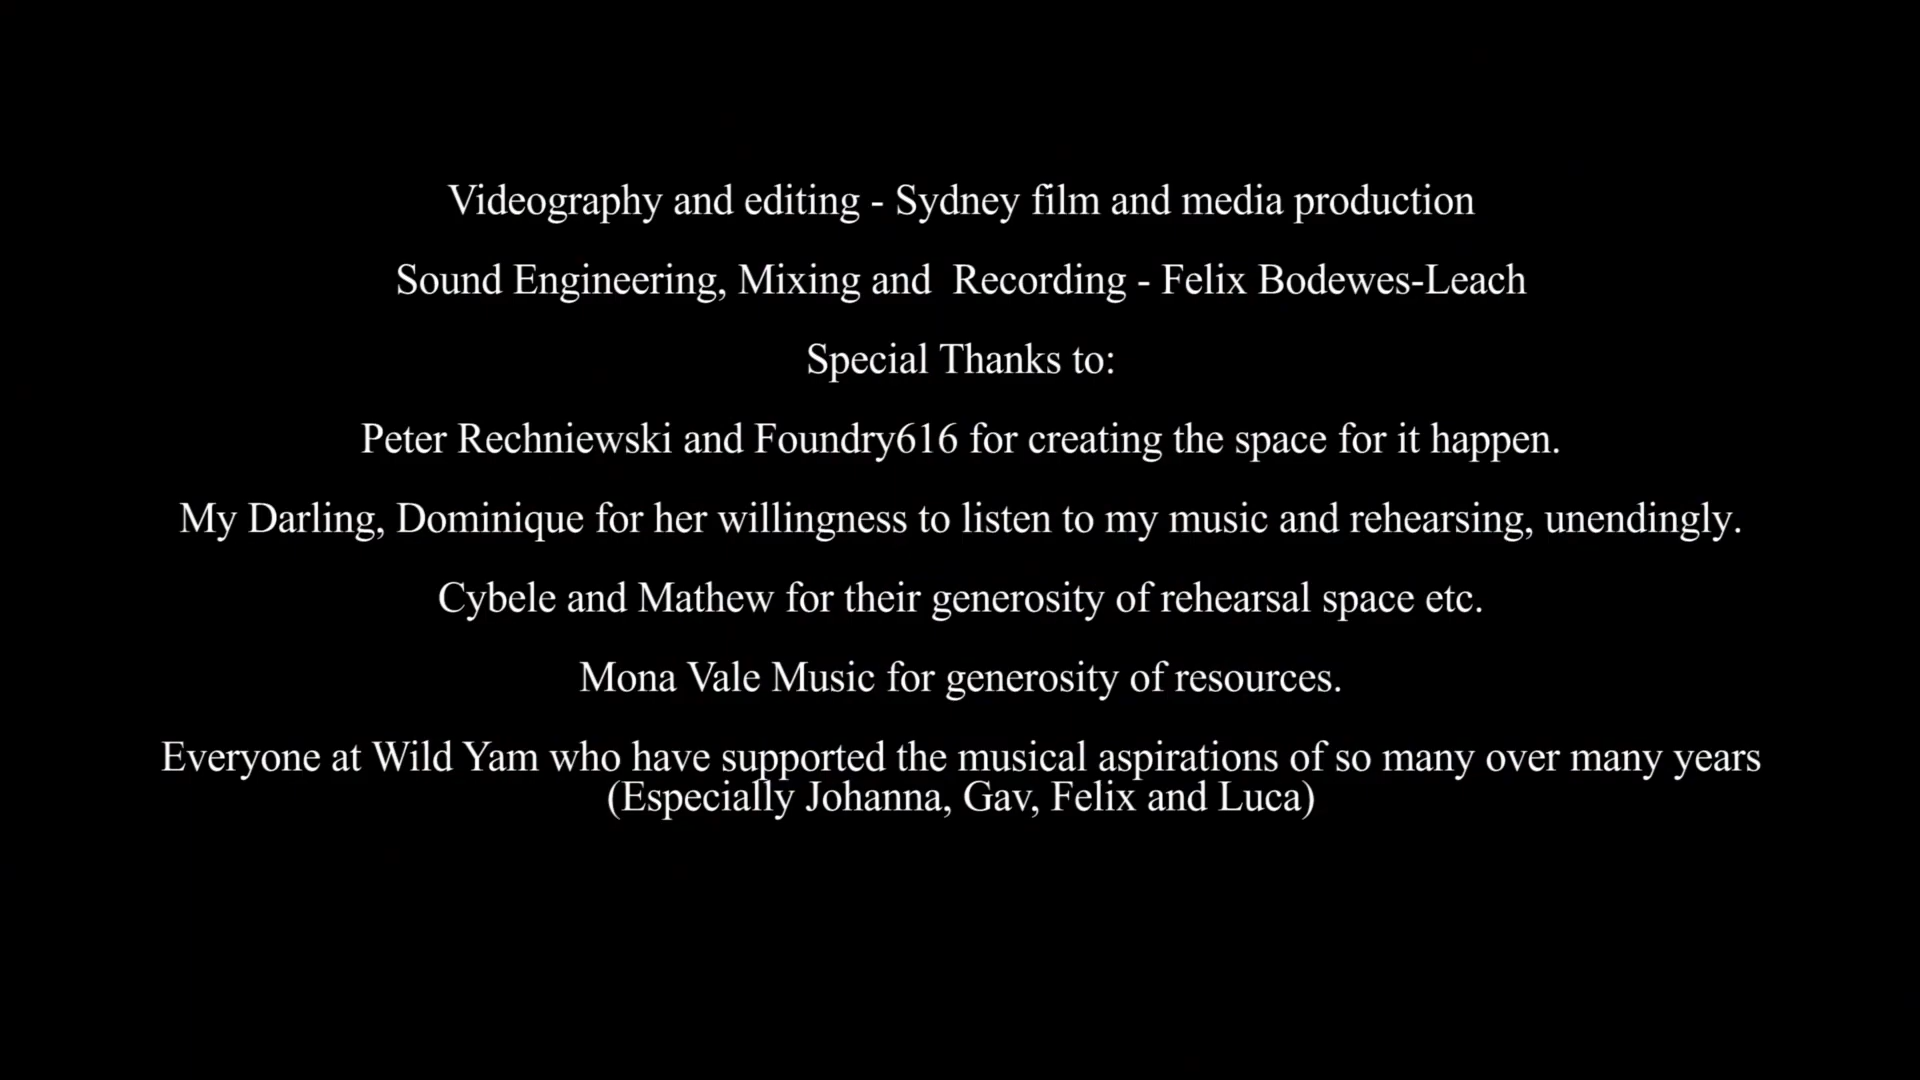 Videography and editing - Sydney film and media production
Sound Engineering, Mixing and  Recording - Felix Bodewes-Leach
Special Thanks to:
Peter Rechniewski and Foundry616 for creating the space for it happen.
My Darling, Dominique for her willingness to listen to my music and rehearsing, unendingly.
Cybele and Mathew for their generosity of rehearsal space etc.
Mona Vale Music for generosity of resources.
Everyone at Wild Yam who have supported the musical aspirations of so many over many years
(Especially Johanna, Gav, Felix and Luca)